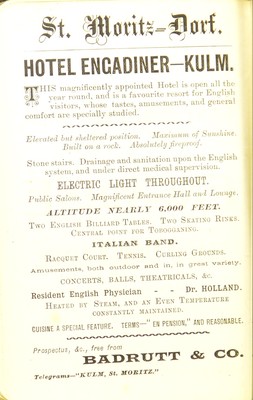 St. Moritz=Dorf.
HOTEL ENGADINER—KULM.
THIS magnificently appointed Hotel is open all the
year round, and is a favourite resort for English
visitors, whose tastes, amusements, and general
comfort are specially studied.
Elevated but sheltered position. Maximum of Sunshine.
Built on a rock. Absolutely fireproof.
Stone stairs. Drainage and sanitation upon the English
system, and under direct medical supervision.
ELECTRIC LIGHT THROUGHOUT.
Public Saloons. Magnificent Entrance Hall and Lounge.
ALTITUDE NEARLY 6,000 FEET.
TWO ENGLISH BILLIARD TABLES. TWO SKATING RINKS.
CENTRAL POINT FOR TOBOGGANING.
ITALIAN BAND.
RACQUET COURT. TENNIS. CURLING GROUNDS.
Amusements, both outdoor and in, in great variety.
CONCERTS, BALLS, THEATRICALS, &c.
Resident English Physician - - Dr. HOLLAND.
HEATED BY STEAM, AND AN EVEN TEMPERATURE
CONSTANTLY MAINTAINED.
CUISINE A SPECIAL FEATURE. TERMS—"EN PENSION," AND REASONABLE.
Prospectus, &c., free from
BADRUTT & CO.
Telegrams—"KULM, St. MORITZ."